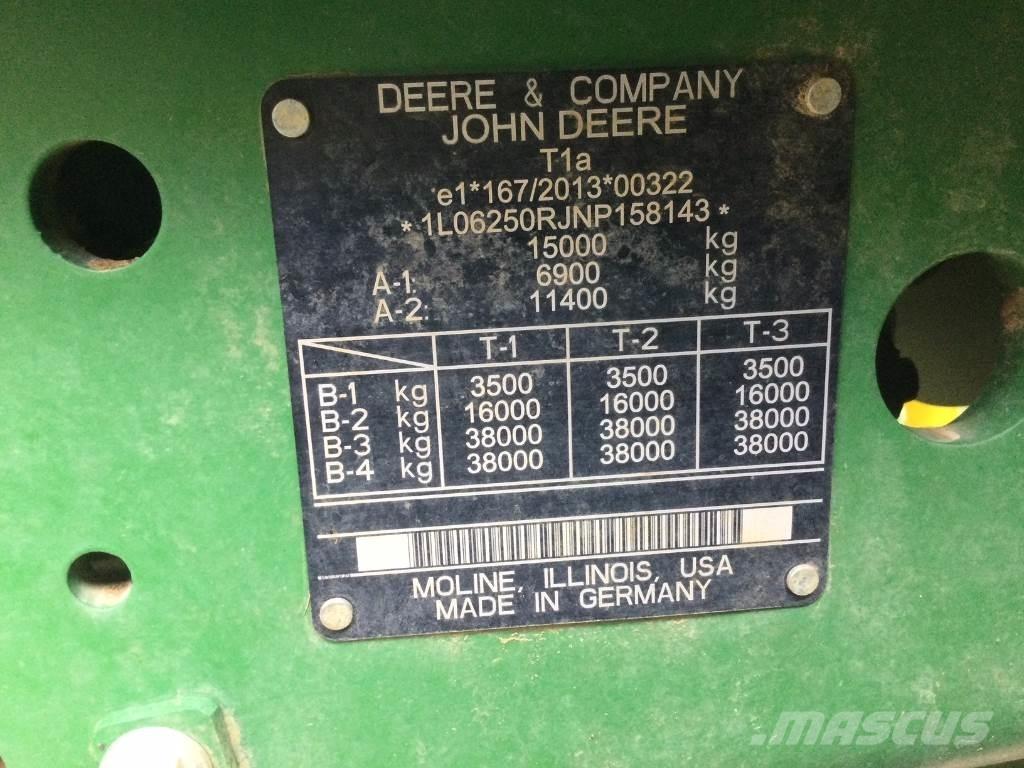 DEERE & COMPANY
JOHN DEERE
T1a
e1*167/2013*00322
*1L06250RJNP158143*
15000 kg
A-1: 6900 kg
A-2: 11400 kg
T-1 T-2 T-3
B-1 kg 3500 3500 3500
B-2 kg 16000 16000 16000
B-3 kg 38000 38000 38000
B-4 kg 38000 38000 38000
MOLINE, ILLINOIS, USA
MADE IN GERMANY
MASCUS